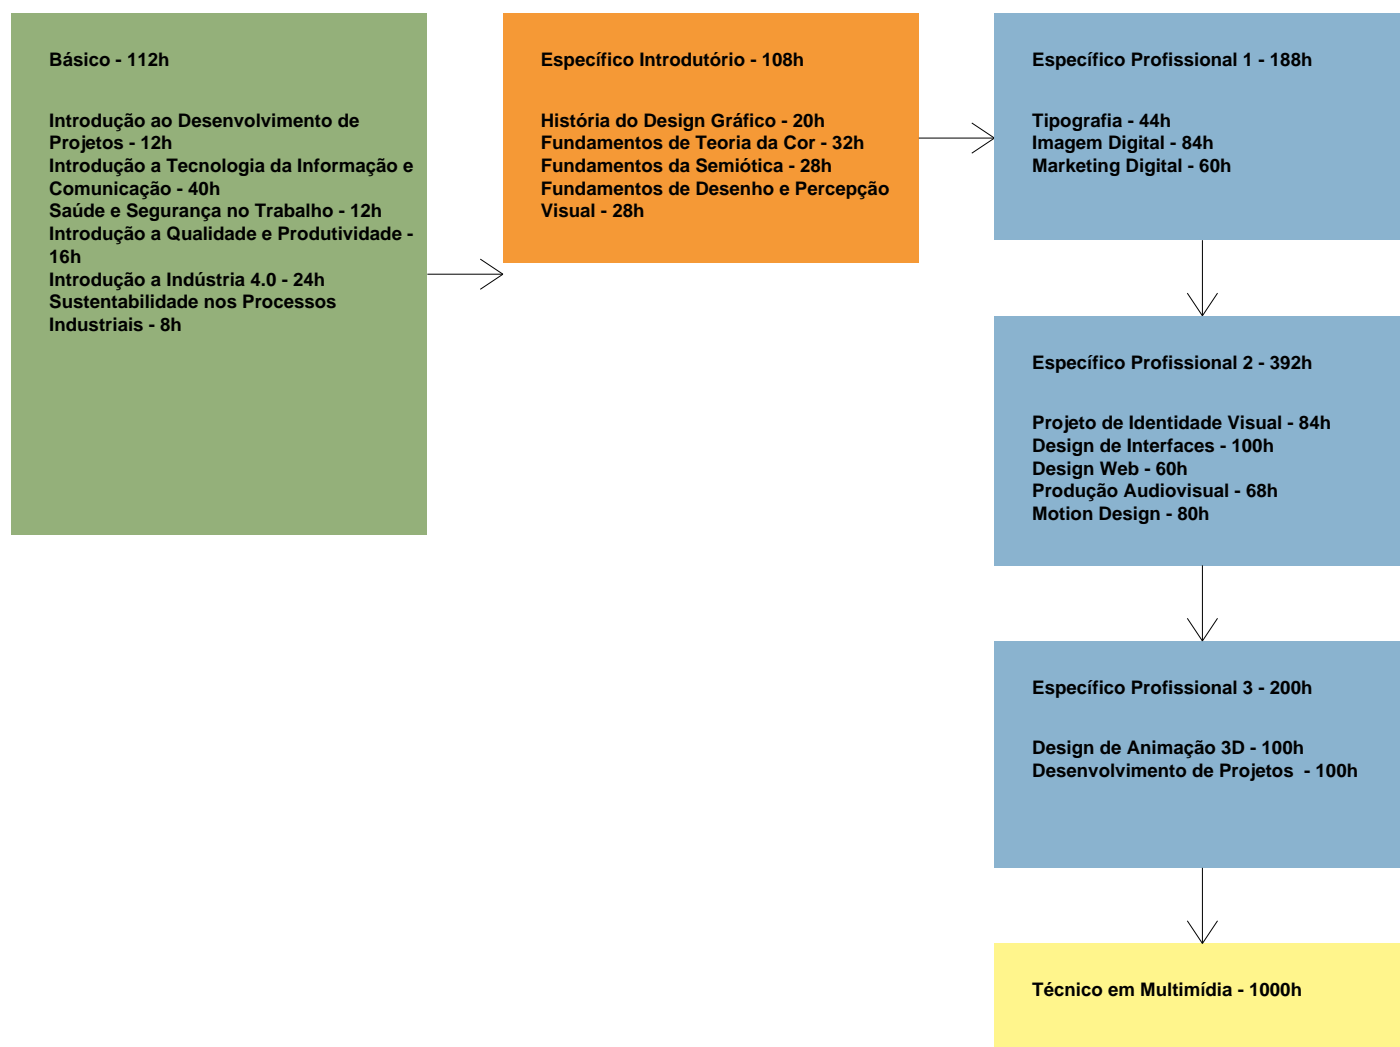 Básico - 112h
Introdução ao Desenvolvimento de
Projetos - 12h
Introdução a Tecnologia da Informação e
Comunicação - 40h
Saúde e Segurança no Trabalho - 12h
Introdução a Qualidade e Produtividade -
16h
Introdução a Indústria 4.0 - 24h
Sustentabilidade nos Processos
Industriais - 8h
Específico Introdutório - 108h
História do Design Gráfico - 20h
Fundamentos de Teoria da Cor - 32h
Fundamentos da Semiótica - 28h
Fundamentos de Desenho e Percepção
Visual - 28h
Específico Profissional 1 - 188h
Tipografia - 44h
Imagem Digital - 84h
Marketing Digital - 60h
Específico Profissional 2 - 392h
Projeto de Identidade Visual - 84h
Design de Interfaces - 100h
Design Web - 60h
Produção Audiovisual - 68h
Motion Design - 80h
Específico Profissional 3 - 200h
Design de Animação 3D - 100h
Desenvolvimento de Projetos  - 100h
Técnico em Multimídia - 1000h